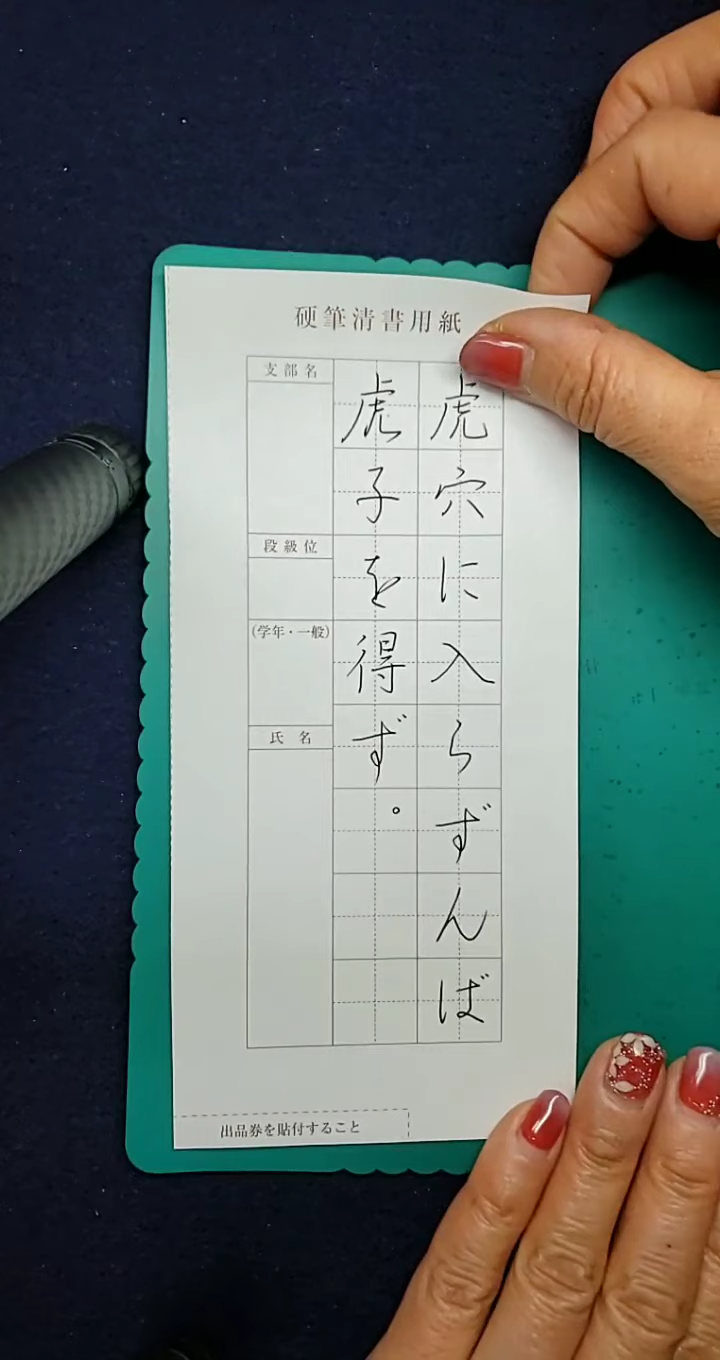 硬筆清書用紙
虎穴に入らずんば
虎子を得ず。
支部名
段級位
(学年・一般)
氏名
出品券を貼付すること